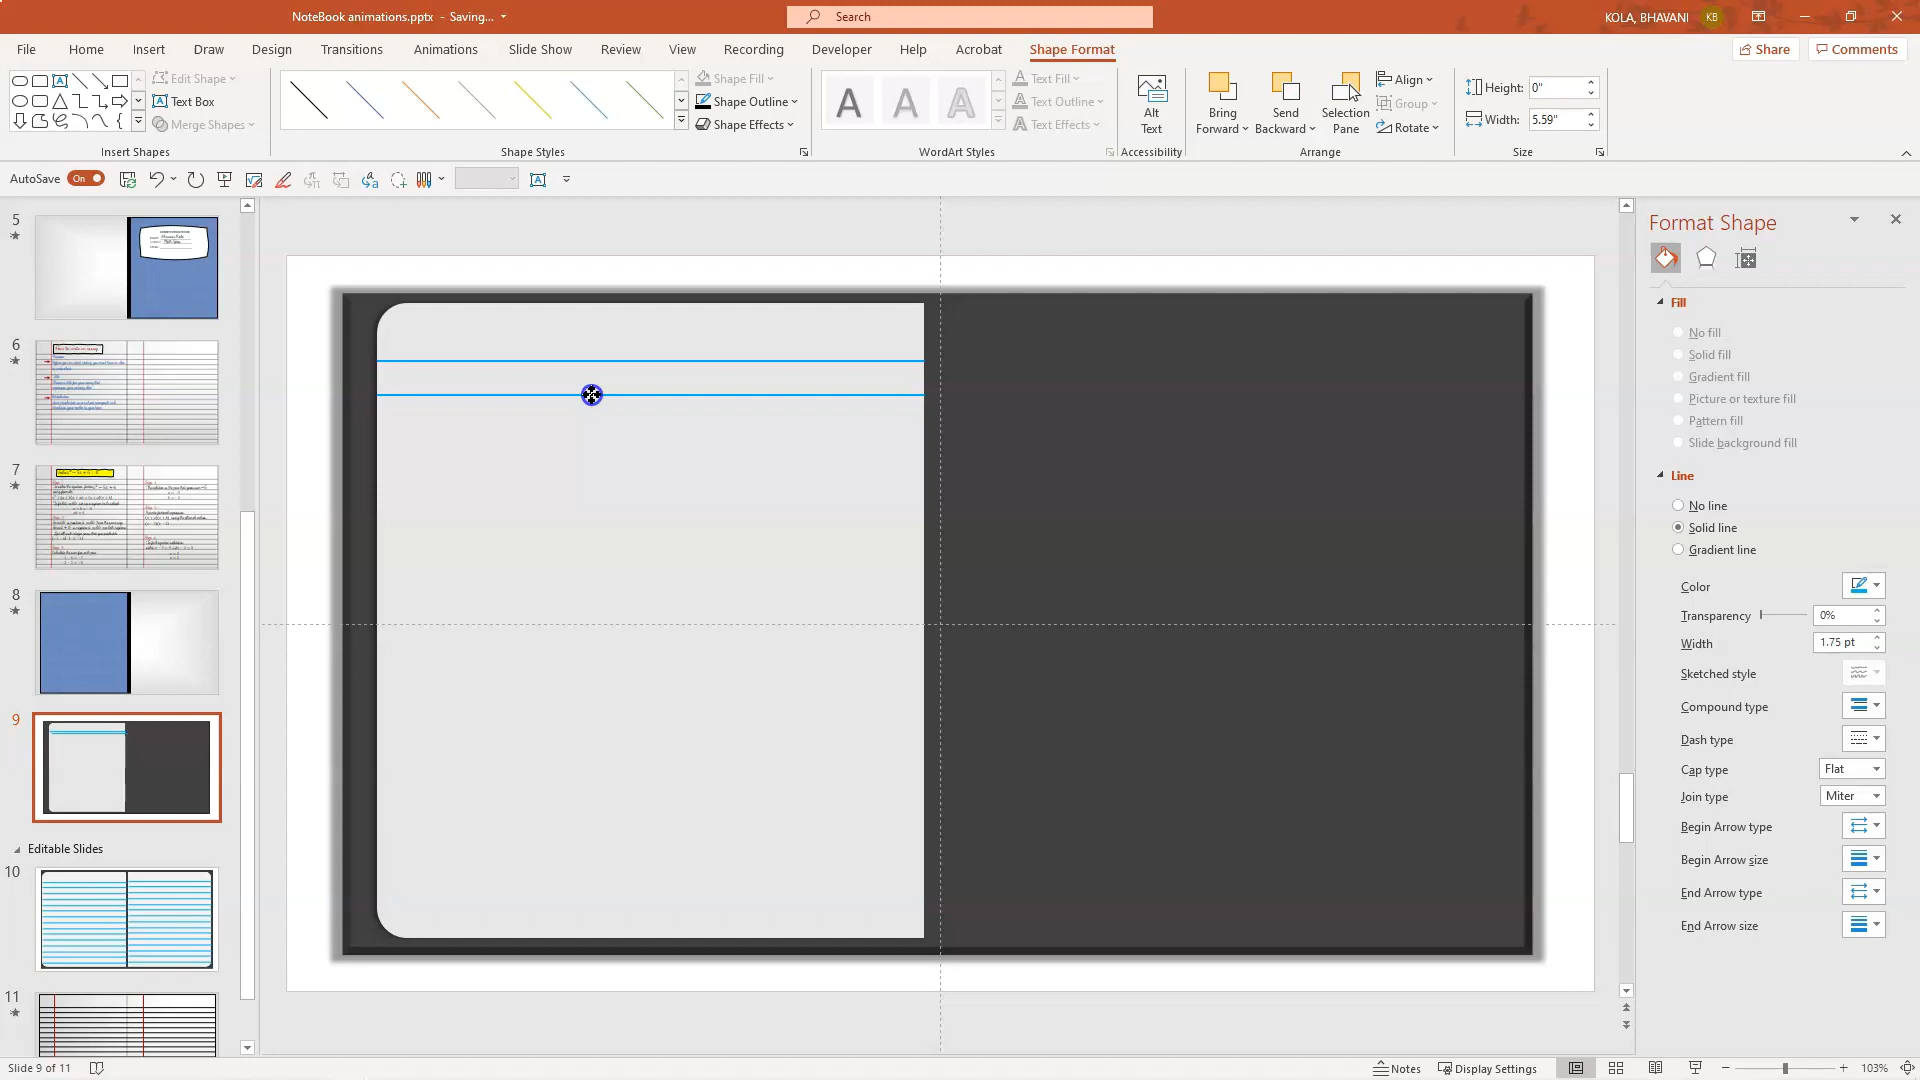 NoteBook animations.pptx - Saving...
Search
KOLA, BHAVANI
KB
File
Home
Insert
Draw
Design
Transitions
Animations
Slide Show
Review
View
Recording
Developer
Help
Acrobat
Shape Format
Share
Comments
Edit Shape
Text Box
Merge Shapes
Insert Shapes
Shape Fill
Shape Outline
Shape Effects
Shape Styles
A A A
Text Fill
Text Outline
Text Effects
WordArt Styles
Alt
Text
Accessibility
Bring
Forward
Send
Backward
Selection
Pane
Align
Group
Rotate
Arrange
Height: 0"
Width: 5.59"
Size
AutoSave On
5
6
7
8
9
Editable Slides
10
11
Format Shape
Fill
No fill
Solid fill
Gradient fill
Picture or texture fill
Pattern fill
Slide background fill
Line
No line
Solid line
Gradient line
Color
Transparency 0%
Width 1.75 pt
Sketched style
Compound type
Dash type
Cap type Flat
Join type Miter
Begin Arrow type
Begin Arrow size
End Arrow type
End Arrow size
Slide 9 of 11
Notes
Display Settings
103%